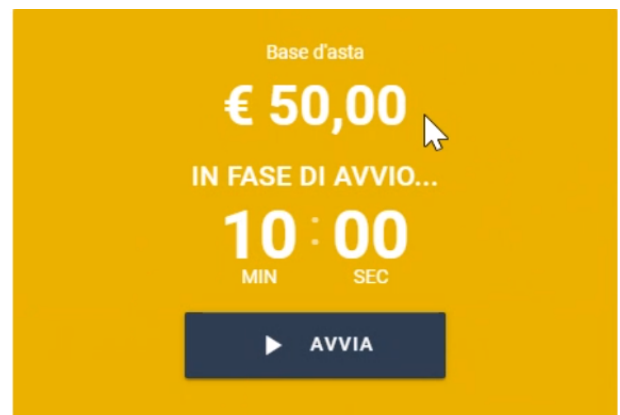 Base d'asta
€ 50,00
IN FASE DI AVVIO...
10 : 00
MIN SEC
AVVIA